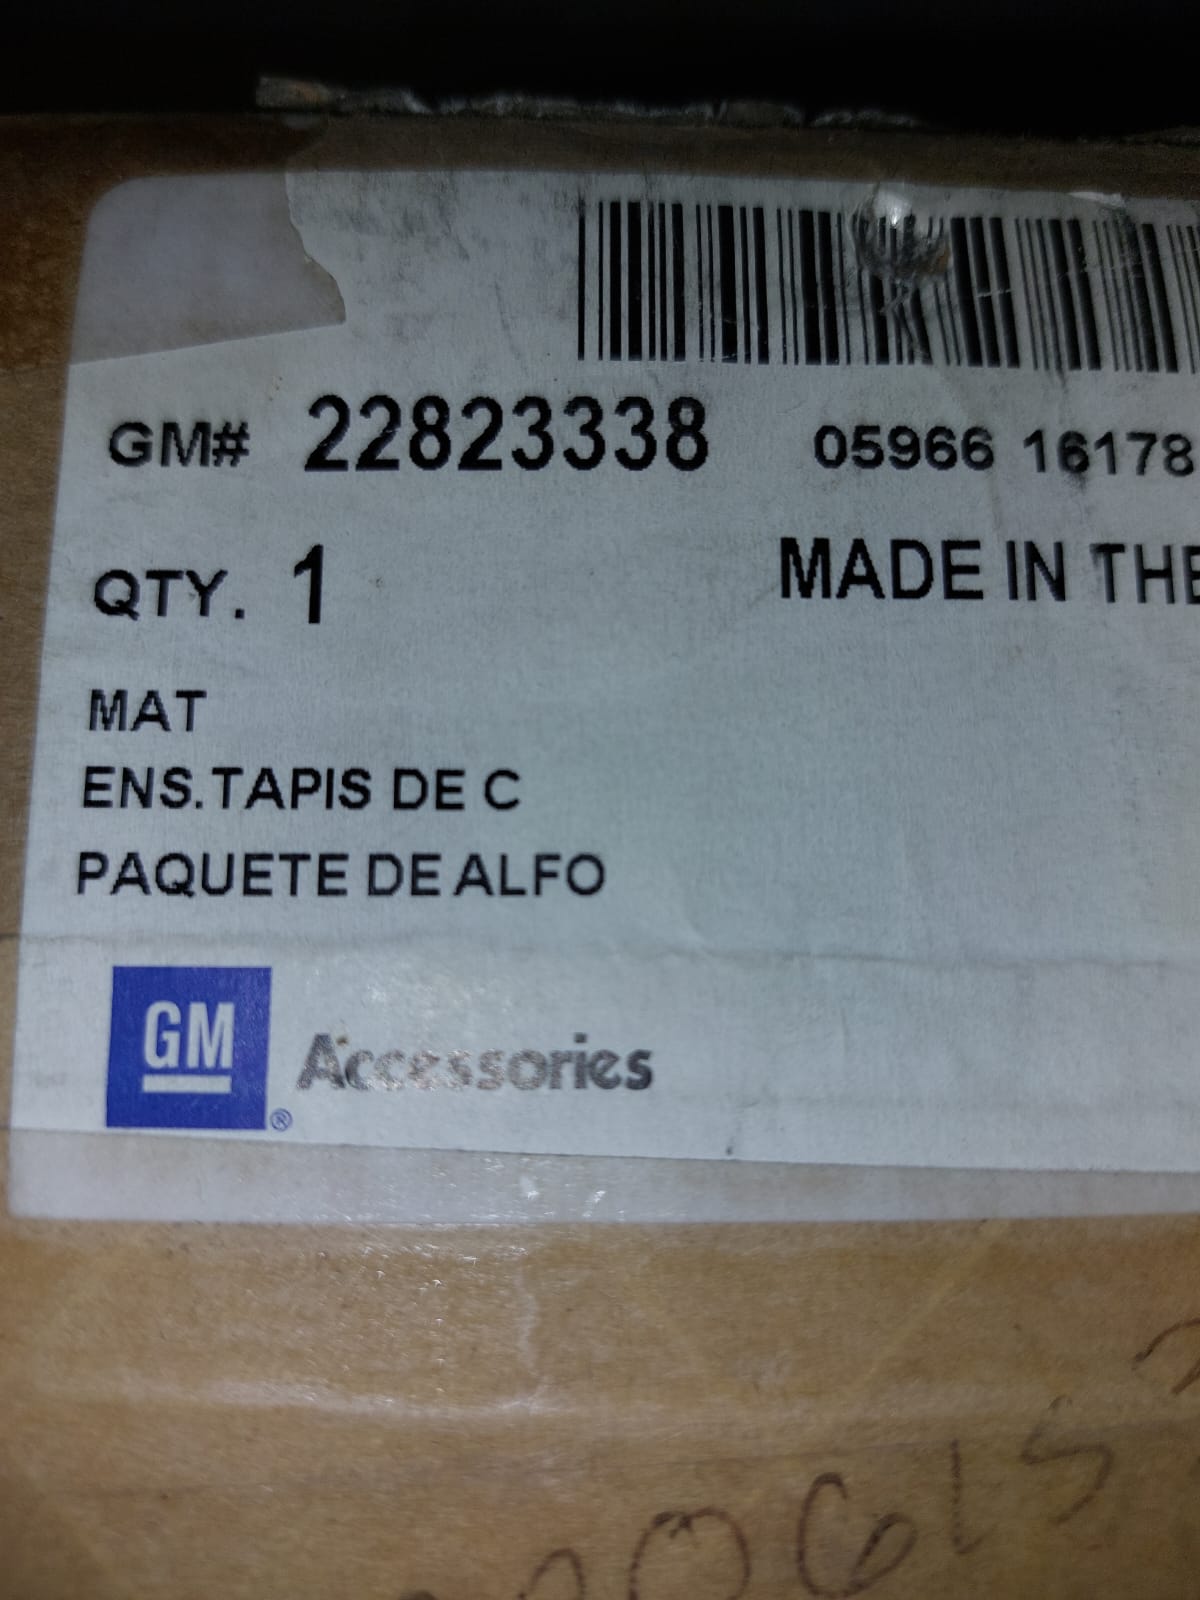 GM# 22823338 05966 16178
QTY. 1 MADE IN THE
MAT
ENS.TAPIS DE C
PAQUETE DE ALFO
GM
® Accessories